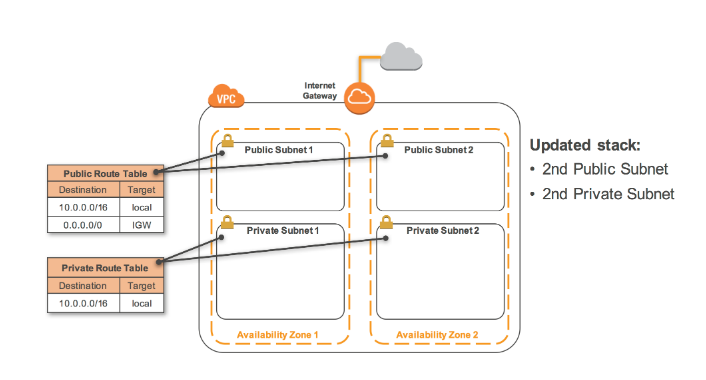 Internet
Gateway
VPC
Public Subnet 1
Public Subnet 2
Updated stack:
• 2nd Public Subnet
• 2nd Private Subnet
Public Route Table
Destination Target
10.0.0.0/16 local
0.0.0.0/0 IGW
Private Subnet 1
Private Subnet 2
Private Route Table
Destination Target
10.0.0.0/16 local
Availability Zone 1
Availability Zone 2